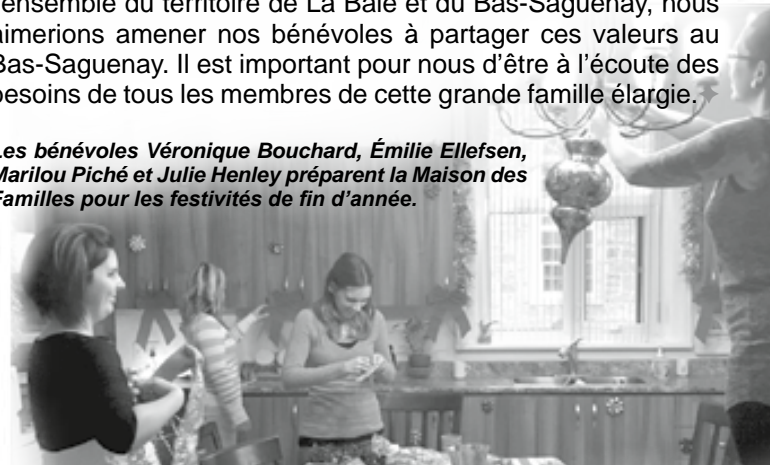 l'ensemble du territoire de La Baie et du Bas-Saguenay, nous
aimerions amener nos bénévoles à partager ces valeurs au
Bas-Saguenay. Il est important pour nous d'être à l'écoute des
besoins de tous les membres de cette grande famille élargie.
Les bénévoles Véronique Bouchard, Émilie Ellefsen,
Marilou Piché et Julie Henley préparent la Maison des
Familles pour les festivités de fin d'année.